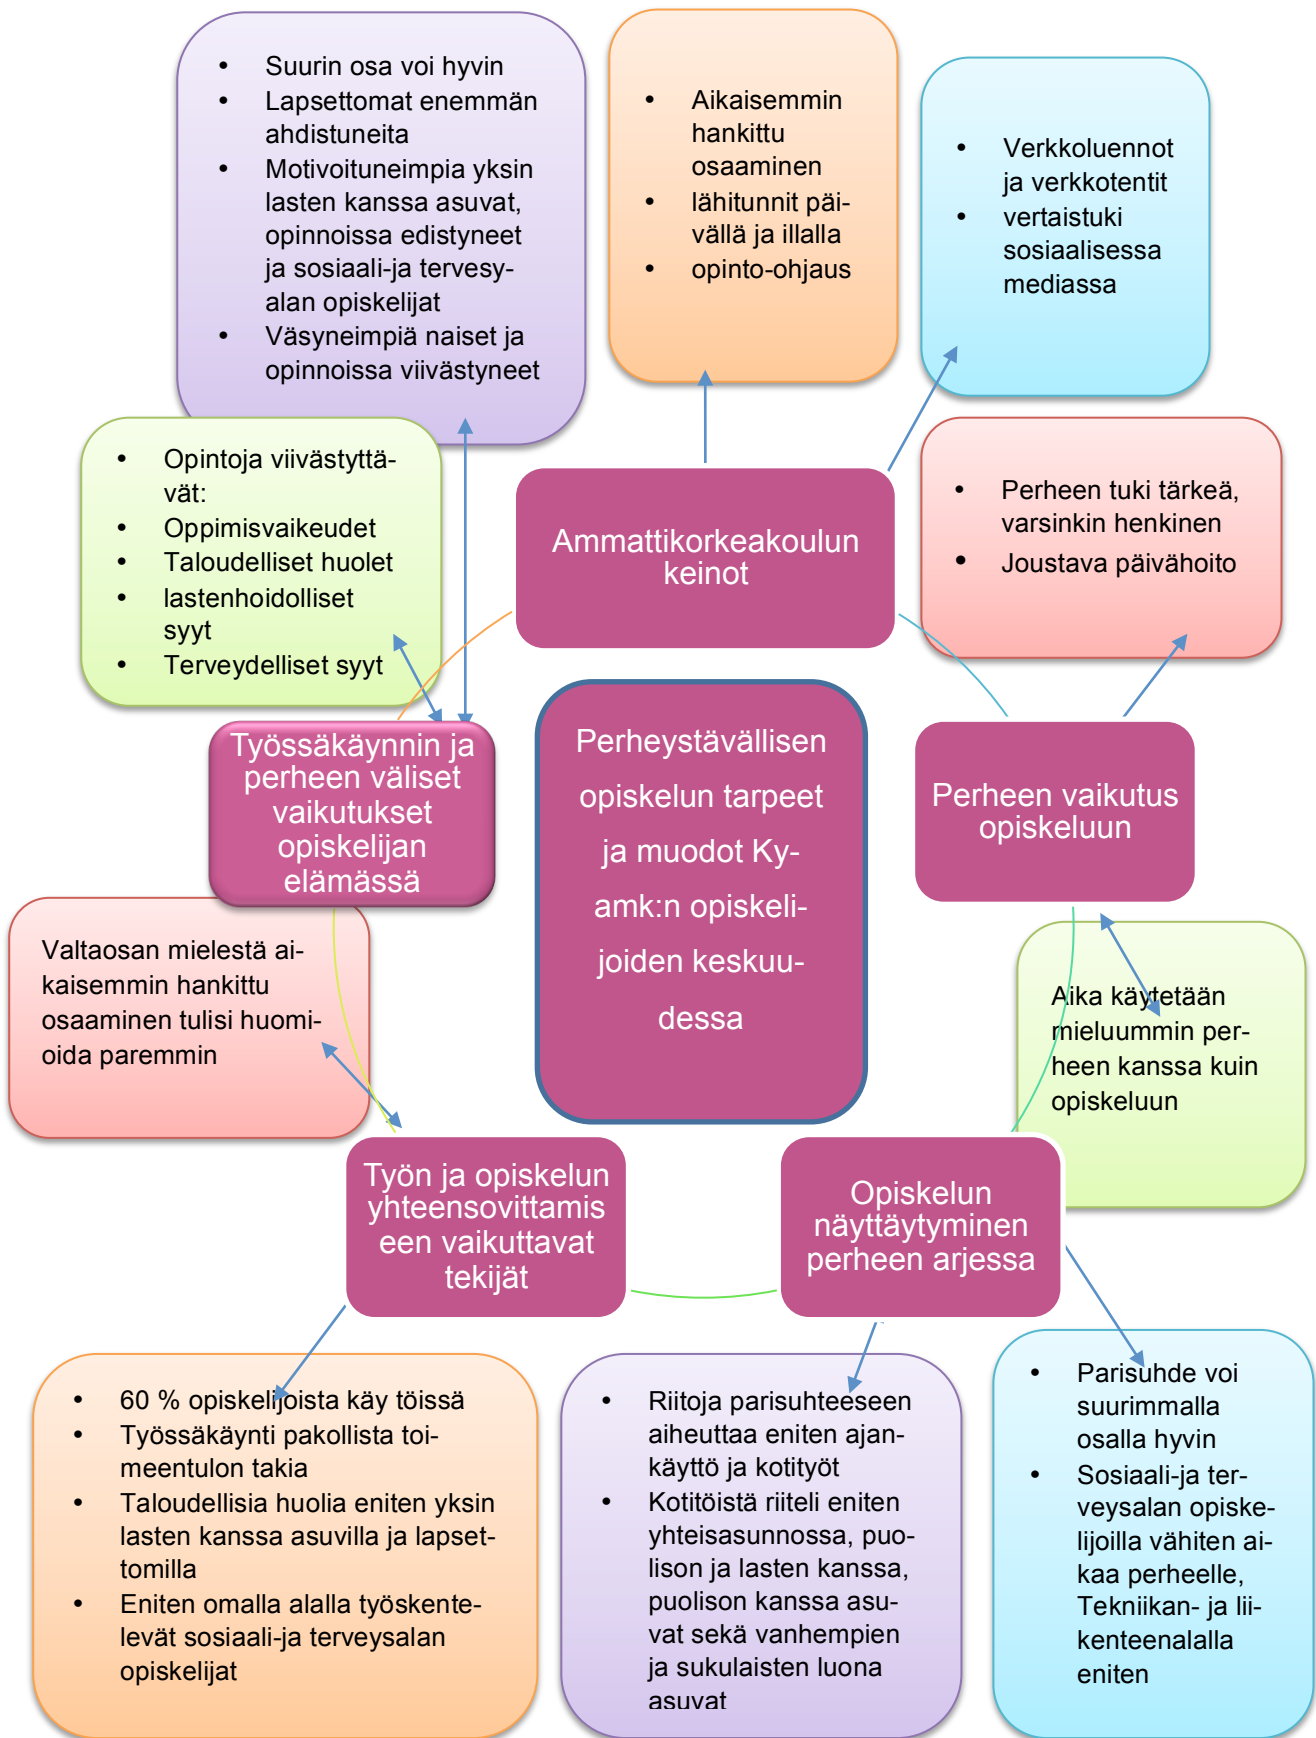 Suurin osa voi hyvin
Lapsettomat enemmän
ahdistuneita
Motivoituneimpia yksin
lasten kanssa asuvat,
opinnoissa edistyneet
ja sosiaali-ja tervesy-
alan opiskelijat
Väsyneimpiä naiset ja
opinnoissa viivästyneet
Aikaisemmin
hankittu
osaaminen
lähitunnit päi-
vällä ja illalla
opinto-ohjaus
Verkkoluennot
ja verkkotentit
vertaistuki
sosiaalisessa
mediassa
Opintoja viivästyttä-
vät:
Oppimisvaikeudet
Taloudelliset huolet
lastenhoidolliset
syyt
Terveydelliset syyt
Ammattikorkeakoulun
keinot
Perheen tuki tärkeä,
varsinkin henkinen
Joustava päivähoito
Työssäkäynnin ja
perheen väliset
vaikutukset
opiskelijan
elämässä
Perheystävällisen
opiskelun tarpeet
ja muodot Ky-
amk:n opiskeli-
joiden keskuu-
dessa
Perheen vaikutus
opiskeluun
Valtaosan mielestä ai-
kaisemmin hankittu
osaaminen tulisi huomi-
oida paremmin
Aika käytetään
mieluummin per-
heen kanssa kuin
opiskeluun
Työn ja opiskelun
yhteensovittamis
een vaikuttavat
tekijät
Opiskelun
näyttäytyminen
perheen arjessa
60 % opiskelijoista käy töissä
Työssäkäynti pakollista toi-
meentulon takia
Taloudellisia huolia eniten yksin
lasten kanssa asuvilla ja lapset-
tomilla
Eniten omalla alalla työskente-
levät sosiaali-ja terveysalan
opiskelijat
Riitoja parisuhteeseen
aiheuttaa eniten ajan-
käyttö ja kotityöt
Kotitöistä riiteli eniten
yhteisasunnossa, puo-
lison ja lasten kanssa,
puolison kanssa asu-
vat sekä vanhempien
ja sukulaisten luona
asuvat
Parisuhde voi
suurimmalla
osalla hyvin
Sosiaali-ja ter-
veysalan opiske-
lijoilla vähiten ai-
kaa perheelle,
Tekniikan- ja lii-
kenteenalalla
eniten